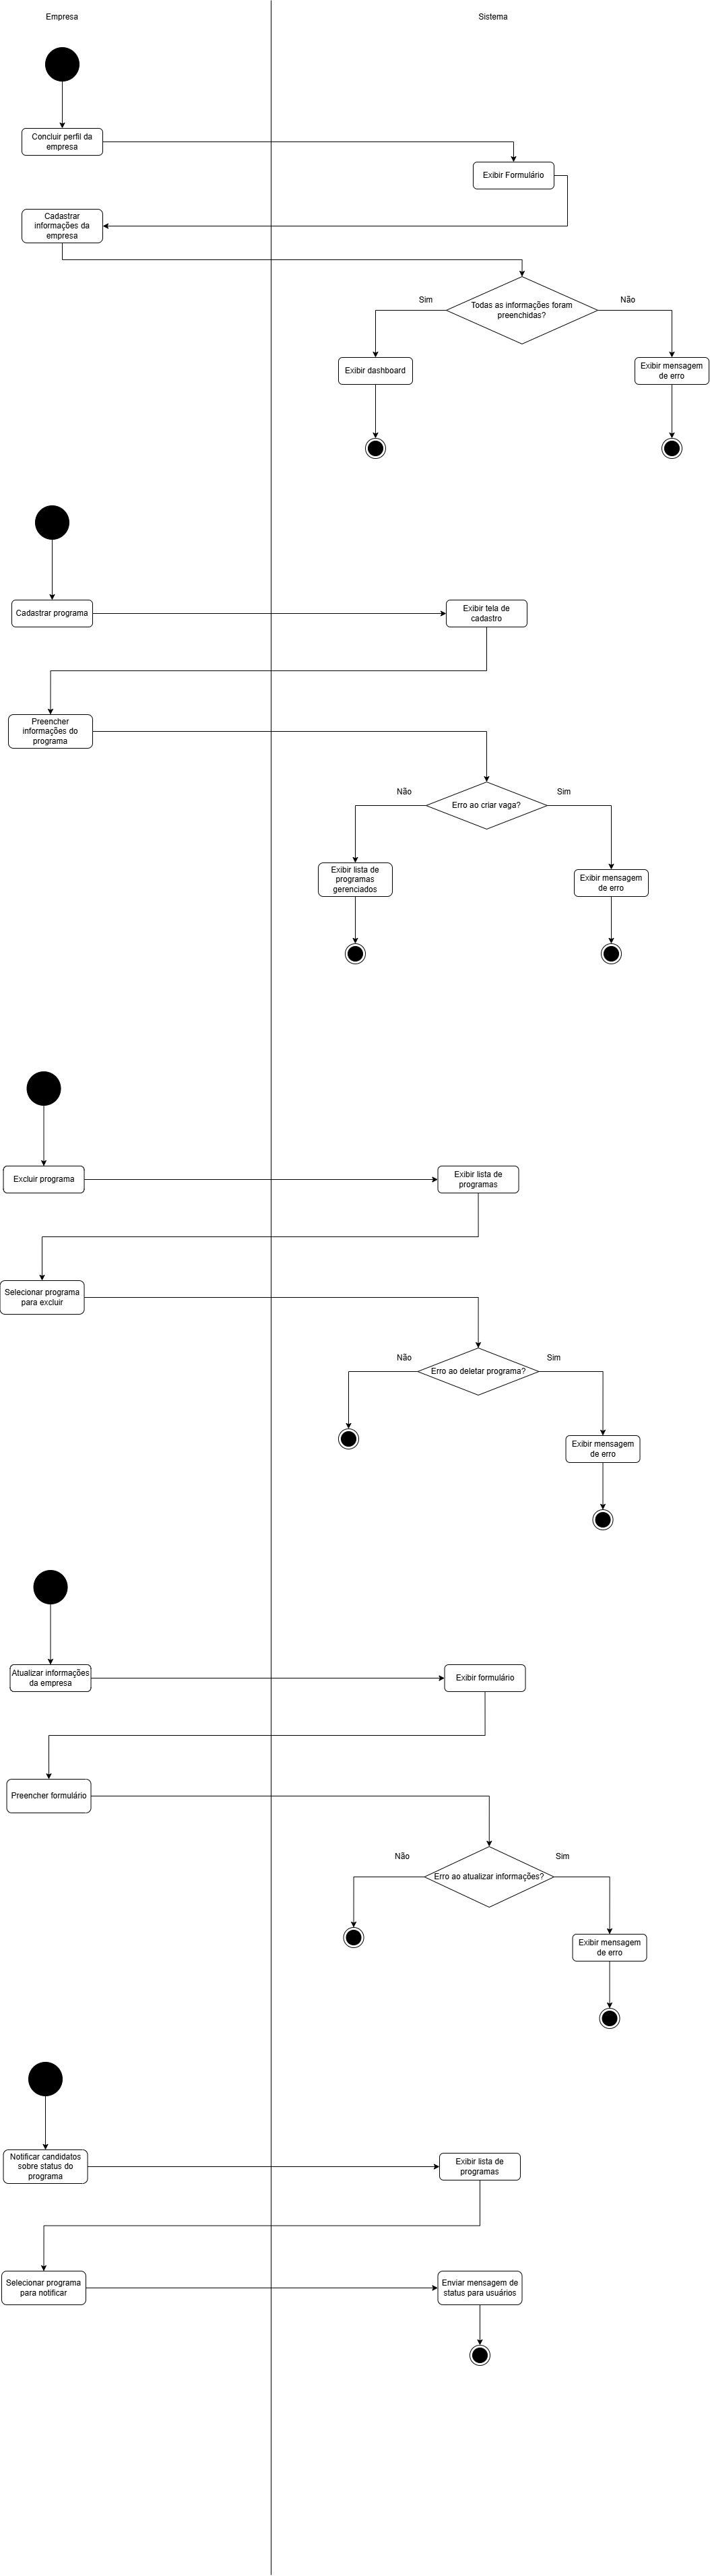 Empresa
Sistema
Concluir perfil da
empresa
Exibir Formulário
Cadastrar
informações da
empresa
Todas as informações foram
preenchidas?
Sim
Não
Exibir dashboard
Exibir mensagem
de erro
Cadastrar programa
Exibir tela de
cadastro
Preencher
informações do
programa
Não
Sim
Erro ao criar vaga?
Exibir lista de
programas
gerenciados
Exibir mensagem
de erro
Excluir programa
Exibir lista de
programas
Selecionar programa
para excluir
Não
Sim
Erro ao deletar programa?
Exibir mensagem
de erro
Atualizar informações
da empresa
Exibir formulário
Preencher formulário
Não
Sim
Erro ao atualizar informações?
Exibir mensagem
de erro
Notificar candidatos
sobre status do
programa
Exibir lista de
programas
Selecionar programa
para notificar
Enviar mensagem de
status para usuários